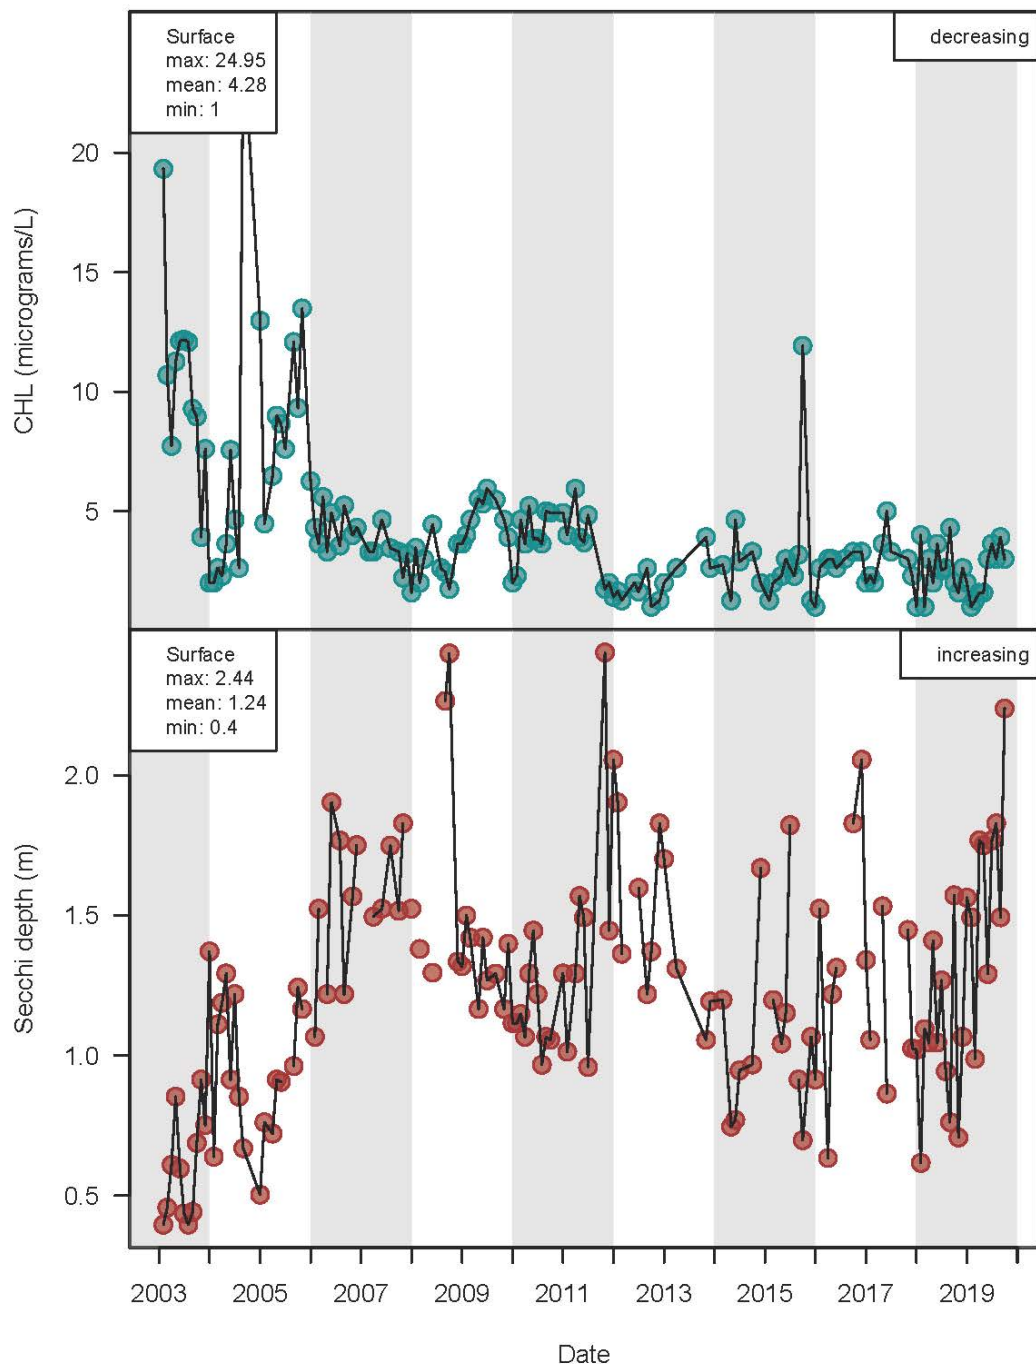 Surface
max: 24.95
mean: 4.28
min: 1
decreasing
20
15
10
5
CHL (micrograms/L)
Surface
max: 2.44
mean: 1.24
min: 0.4
increasing
2.0
1.5
1.0
0.5
Secchi depth (m)
2003 2005 2007 2009 2011 2013 2015 2017 2019
Date